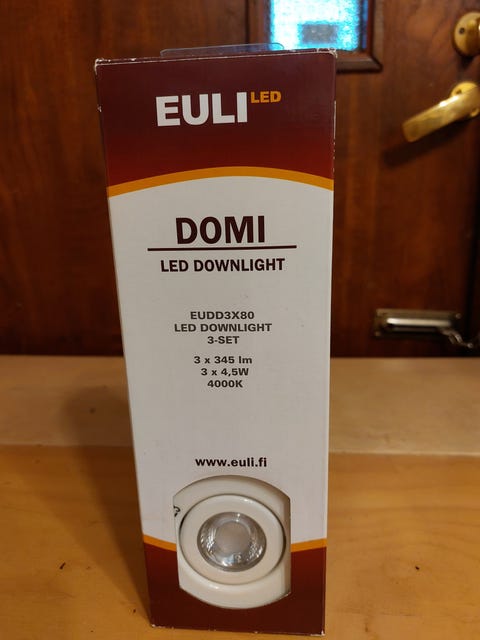 EULI LED
DOMI
LED DOWNLIGHT
EUDD3X80
LED DOWNLIGHT
3-SET
3 x 345 lm
3 x 4,5W
4000K
www.euli.fi